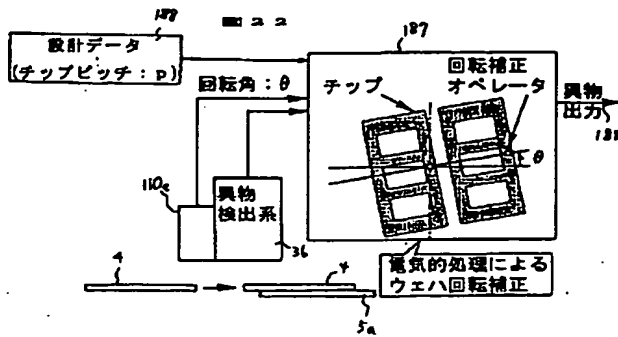 図22
188
187
設計データ
(チップピッチ:p)
回転角:θ
チップ
回転補正
オペレータ
異物
出力
θ
110e
異物
検出系
36
4
4
5a
電気的処理による
ウェハ回転補正